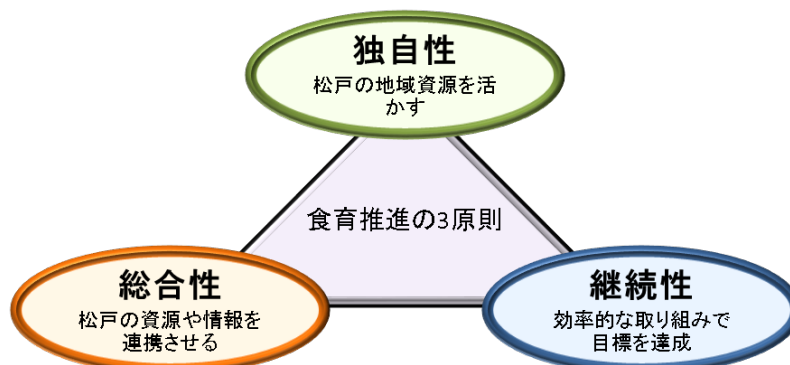 独自性
松戸の地域資源を活
かす
食育推進の3原則
総合性
松戸の資源や情報を
連携させる
継続性
効率的な取り組みで
目標を達成